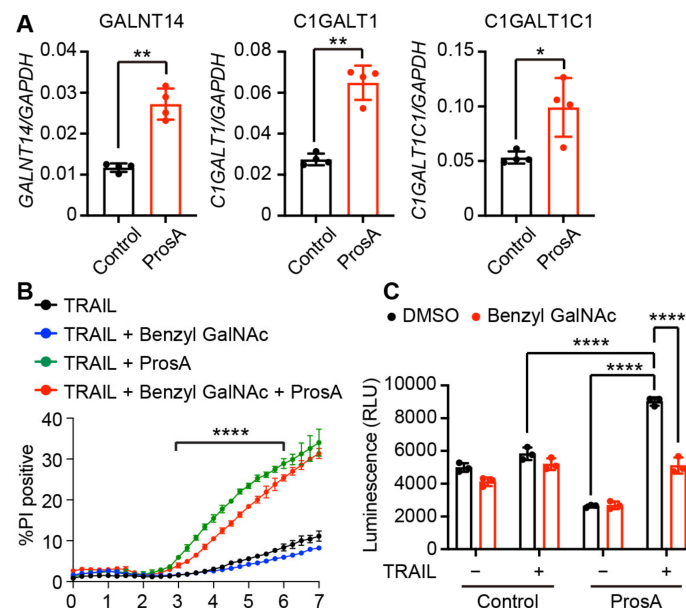 A
GALNT14
C1GALT1
C1GALT1C1
GALNT14/GAPDH
0.04
0.03
0.02
0.01
0
**
Control
ProsA
C1GALT1/GAPDH
0.08
0.06
0.04
0.02
0
**
Control
ProsA
C1GALT1C1/GAPDH
0.15
0.10
0.05
0
*
Control
ProsA
B
TRAIL
TRAIL + Benzyl GalNAc
TRAIL + ProsA
TRAIL + Benzyl GalNAc + ProsA
%PI positive
40
30
20
10
0
****
0 1 2 3 4 5 6 7
C
DMSO Benzyl GalNAc
****
****
****
Luminescence (RLU)
10000
8000
6000
4000
2000
0
TRAIL – + – +
Control ProsA